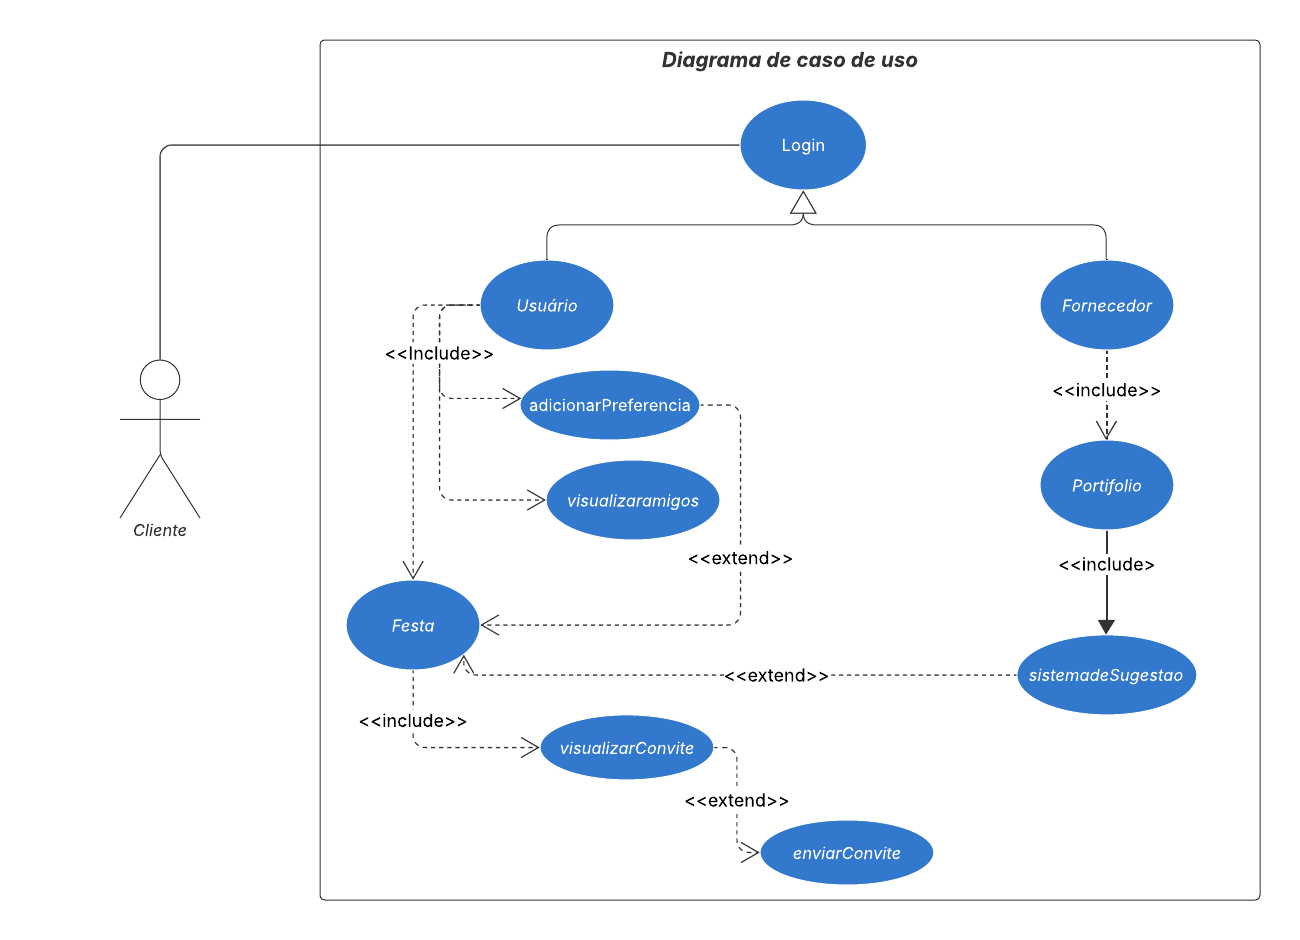 Diagrama de caso de uso
Login
Usuário
Fornecedor
<<Include>>
<<include>>
adicionarPreferencia
Portifolio
visualizaramigos
Cliente
<<extend>>
<<include>
Festa
<<extend>>
sistemadeSugestao
<<include>>
visualizarConvite
<<extend>>
enviarConvite